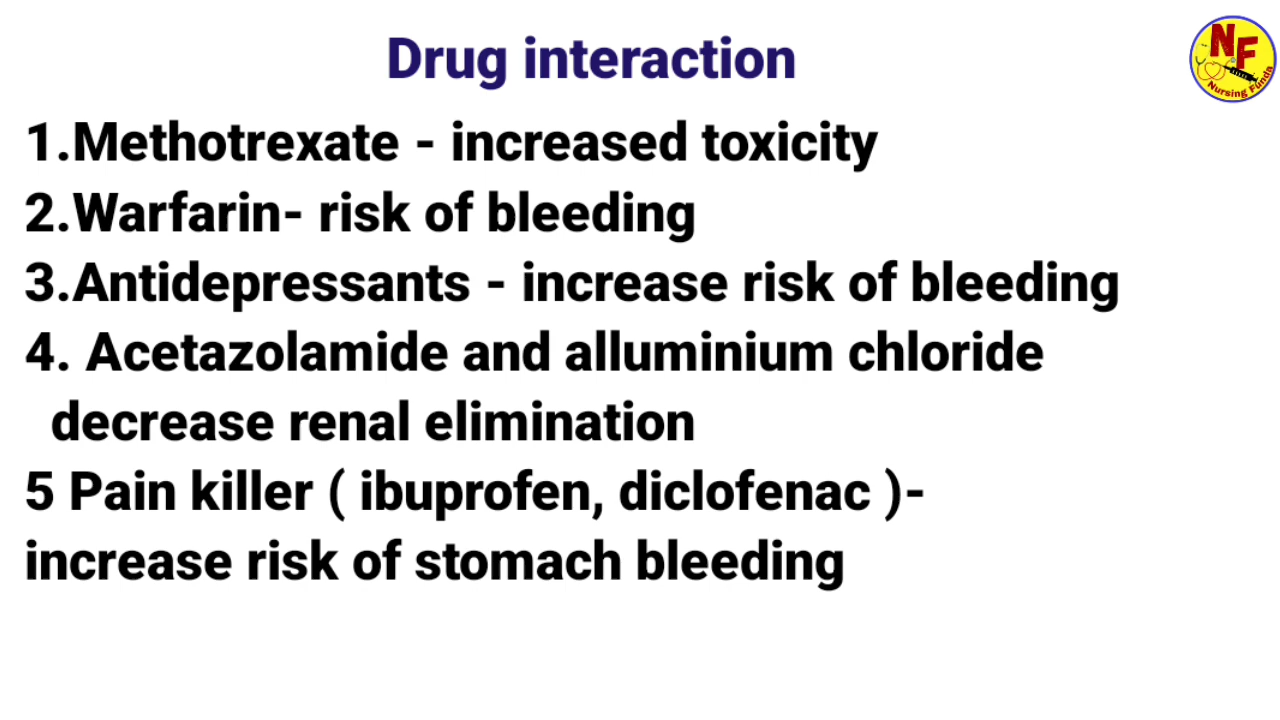 Drug interaction
NF
Nursing Funda
1.Methotrexate - increased toxicity
2.Warfarin- risk of bleeding
3.Antidepressants - increase risk of bleeding
4. Acetazolamide and alluminium chloride
decrease renal elimination
5 Pain killer ( ibuprofen, diclofenac )-
increase risk of stomach bleeding